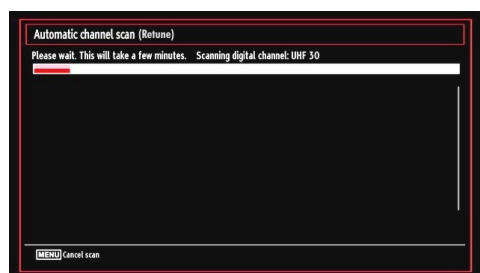 Automatic channel scan (Retune)
Please wait. This will take a few minutes. Scanning digital channel: UHF 30
MENU Cancel scan